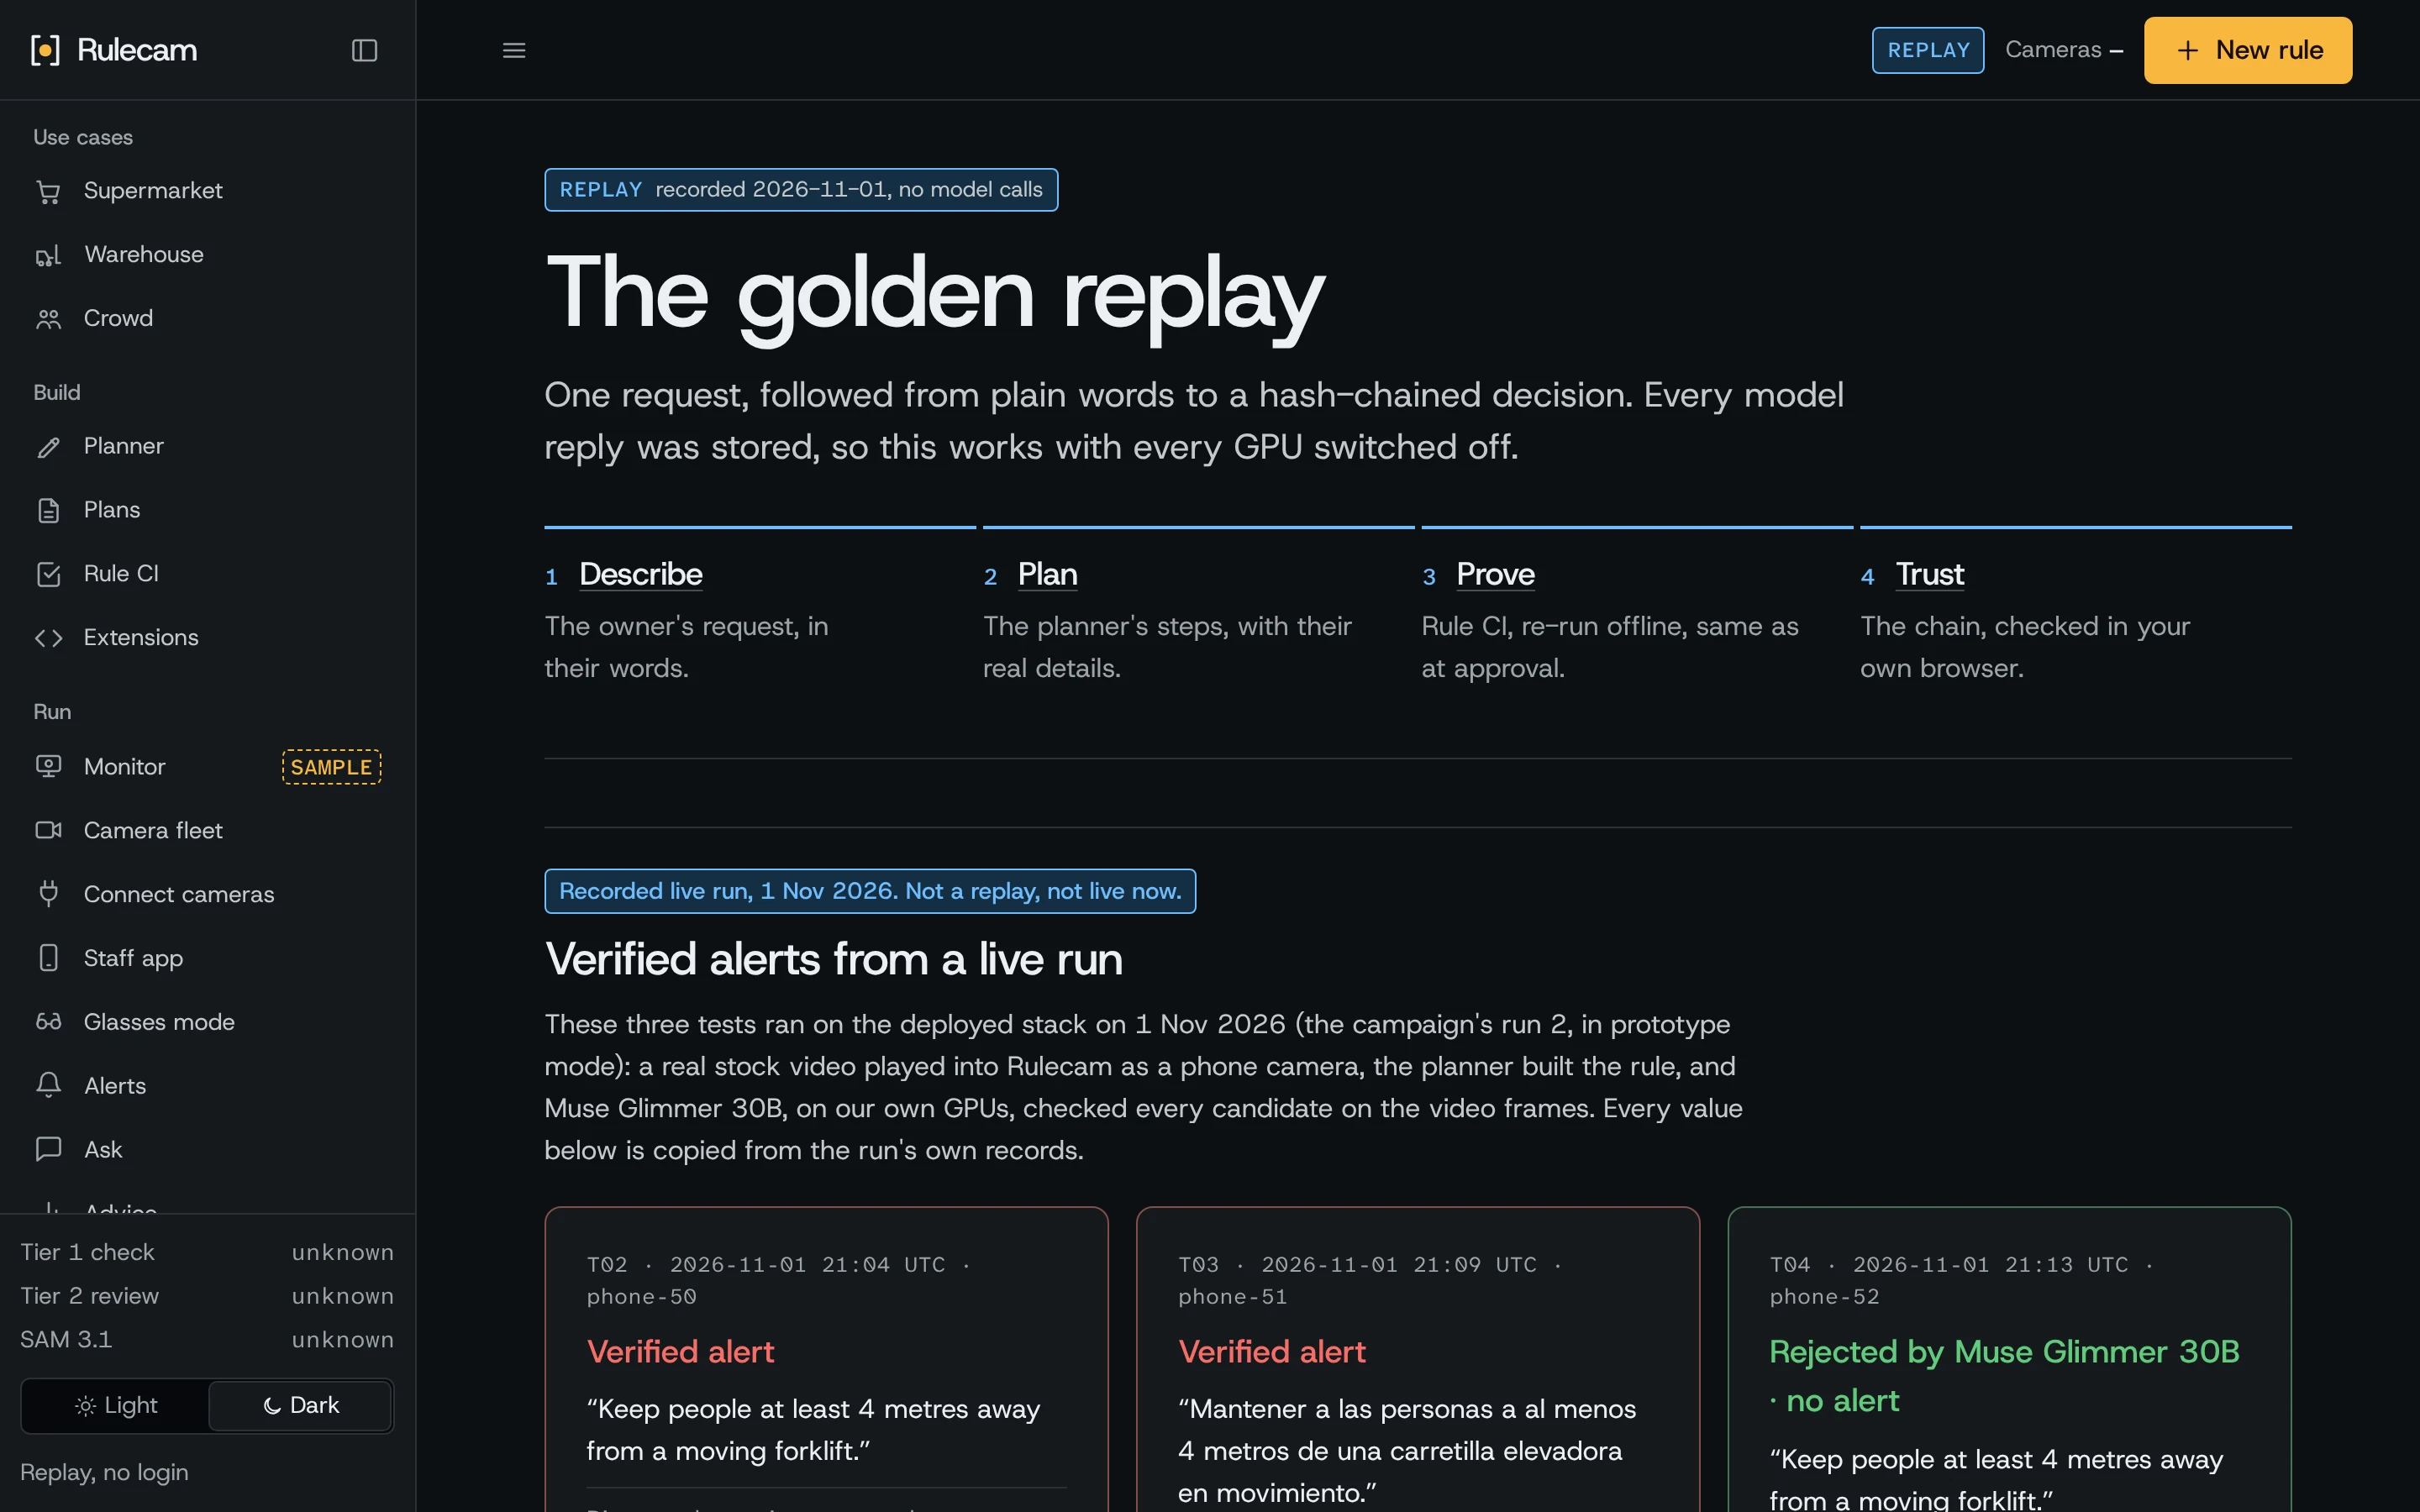 Rulecam
REPLAY
Cameras –
+ New rule
Use cases
Supermarket
Warehouse
Crowd
Build
Planner
Plans
Rule CI
Extensions
Run
Monitor
SAMPLE
Camera fleet
Connect cameras
Staff app
Glasses mode
Alerts
Ask
Advice
Tier 1 check unknown
Tier 2 review unknown
SAM 3.1 unknown
Light
Dark
Replay, no login
REPLAY recorded 2026-11-01, no model calls
The golden replay
One request, followed from plain words to a hash-chained decision. Every model
reply was stored, so this works with every GPU switched off.
1 Describe
The owner's request, in
their words.
2 Plan
The planner's steps, with their
real details.
3 Prove
Rule CI, re-run offline, same as
at approval.
4 Trust
The chain, checked in your
own browser.
Recorded live run, 1 Nov 2026. Not a replay, not live now.
Verified alerts from a live run
These three tests ran on the deployed stack on 1 Nov 2026 (the campaign's run 2, in prototype
mode): a real stock video played into Rulecam as a phone camera, the planner built the rule, and
Muse Glimmer 30B, on our own GPUs, checked every candidate on the video frames. Every value
below is copied from the run's own records.
T02 · 2026-11-01 21:04 UTC ·
phone-50
Verified alert
“Keep people at least 4 metres away
from a moving forklift.”
T03 · 2026-11-01 21:09 UTC ·
phone-51
Verified alert
“Mantener a las personas a al menos
4 metros de una carretilla elevadora
en movimiento.”
T04 · 2026-11-01 21:13 UTC ·
phone-52
Rejected by Muse Glimmer 30B
· no alert
“Keep people at least 4 metres away
from a moving forklift.”